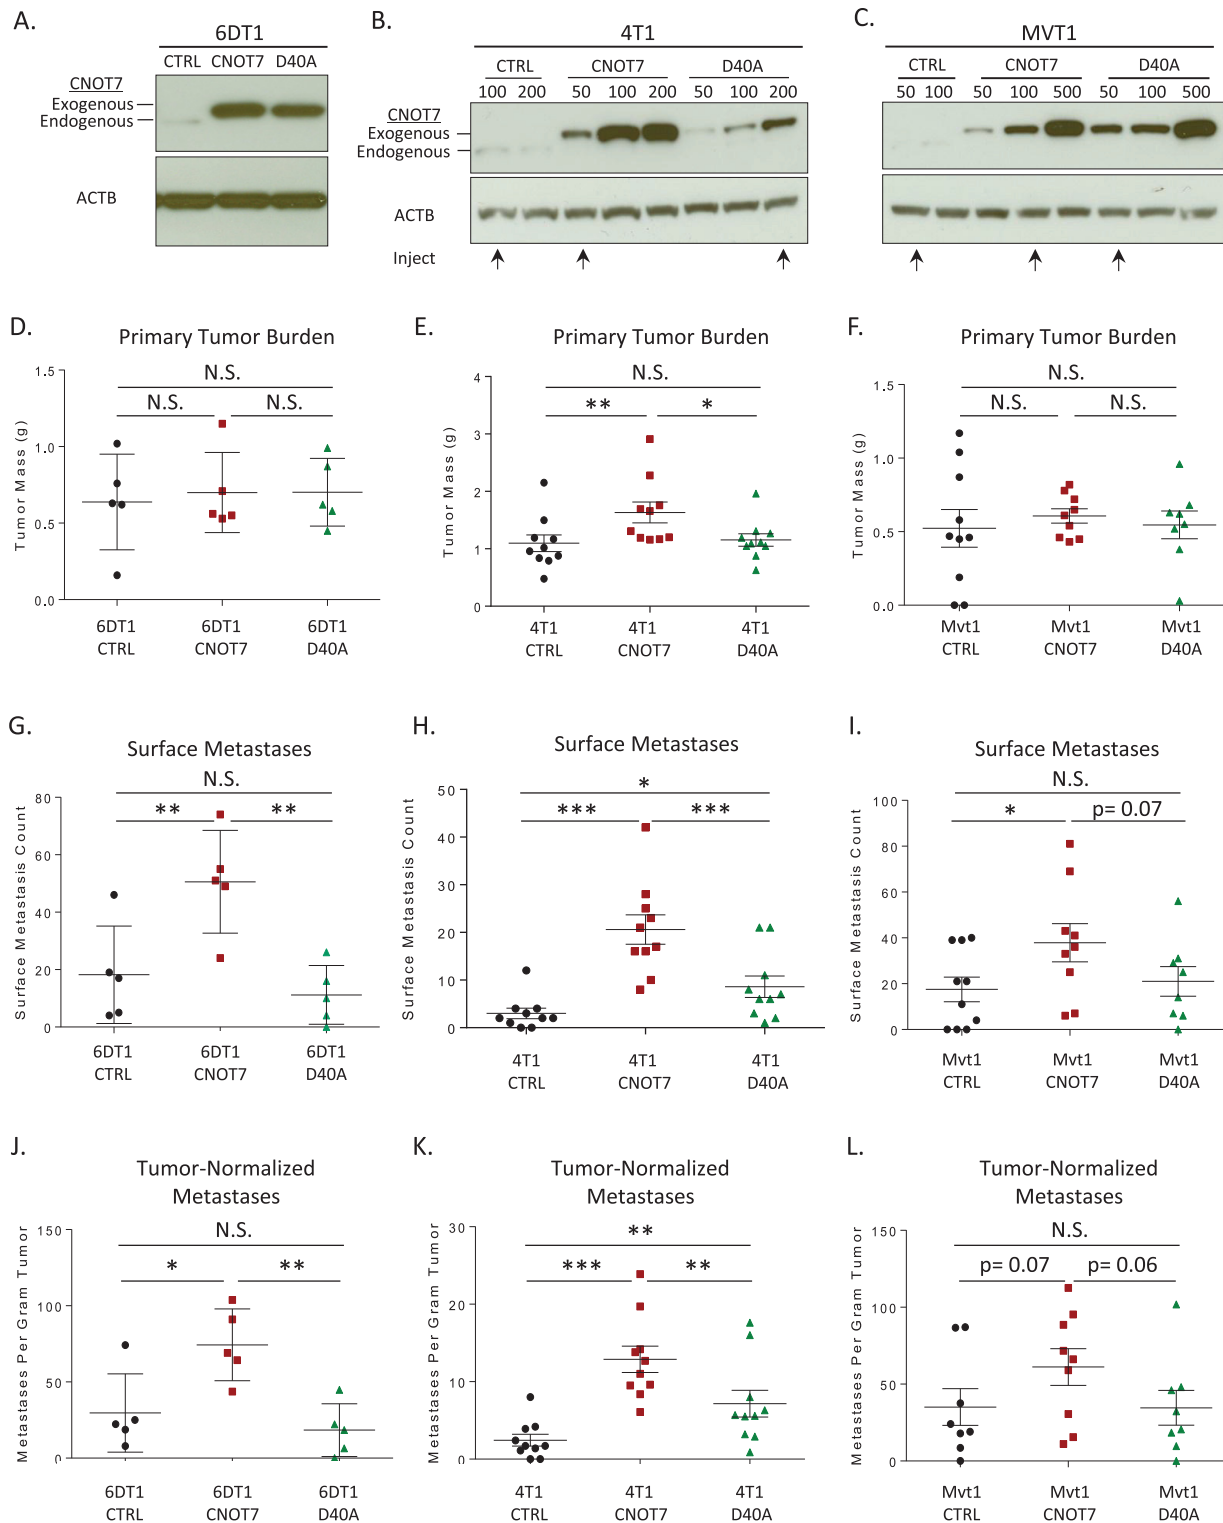 A.
6DT1
CTRL CNOT7 D40A
CNOT7
Exogenous
Endogenous
ACTB
B.
4T1
CTRL CNOT7 D40A
100 200 50 100 200 50 100 200
CNOT7
Exogenous
Endogenous
ACTB
Inject
C.
MVT1
CTRL CNOT7 D40A
50 100 50 100 500 50 100 500
D.
Primary Tumor Burden
N.S.
N.S. N.S.
Tumor Mass (g)
1.5
1.0
0.5
0.0
6DT1 CTRL
6DT1 CNOT7
6DT1 D40A
E.
Primary Tumor Burden
N.S.
** *
Tumor Mass (g)
4
3
2
1
0
4T1 CTRL
4T1 CNOT7
4T1 D40A
F.
Primary Tumor Burden
N.S.
N.S. N.S.
Tumor Mass (g)
1.5
1.0
0.5
0.0
Mvt1 CTRL
Mvt1 CNOT7
Mvt1 D40A
G.
Surface Metastases
N.S.
** **
Surface Metastasis Count
80
60
40
20
0
6DT1 CTRL
6DT1 CNOT7
6DT1 D40A
H.
Surface Metastases
*
*** ***
Surface Metastasis Count
50
40
30
20
10
0
4T1 CTRL
4T1 CNOT7
4T1 D40A
I.
Surface Metastases
N.S.
* p= 0.07
Surface Metastasis Count
100
80
60
40
20
0
Mvt1 CTRL
Mvt1 CNOT7
Mvt1 D40A
J.
Tumor-Normalized
Metastases
N.S.
* **
Metastases Per Gram Tumor
150
100
50
0
6DT1 CTRL
6DT1 CNOT7
6DT1 D40A
K.
Tumor-Normalized
Metastases
**
*** **
Metastases Per Gram Tumor
30
20
10
0
4T1 CTRL
4T1 CNOT7
4T1 D40A
L.
Tumor-Normalized
Metastases
N.S.
p= 0.07 p= 0.06
Metastases Per Gram Tumor
150
100
50
0
Mvt1 CTRL
Mvt1 CNOT7
Mvt1 D40A